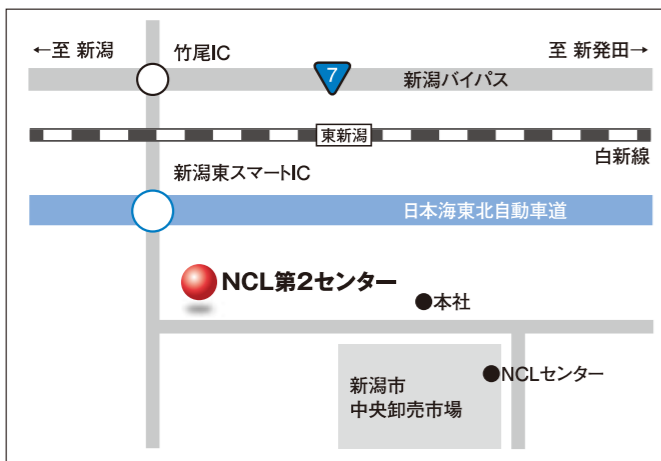 ←至 新潟
竹尾IC
至 新発田→
7
新潟バイパス
東新潟
白新線
新潟東スマートIC
日本海東北自動車道
NCL第2センター
●本社
●NCLセンター
新潟市
中央卸売市場